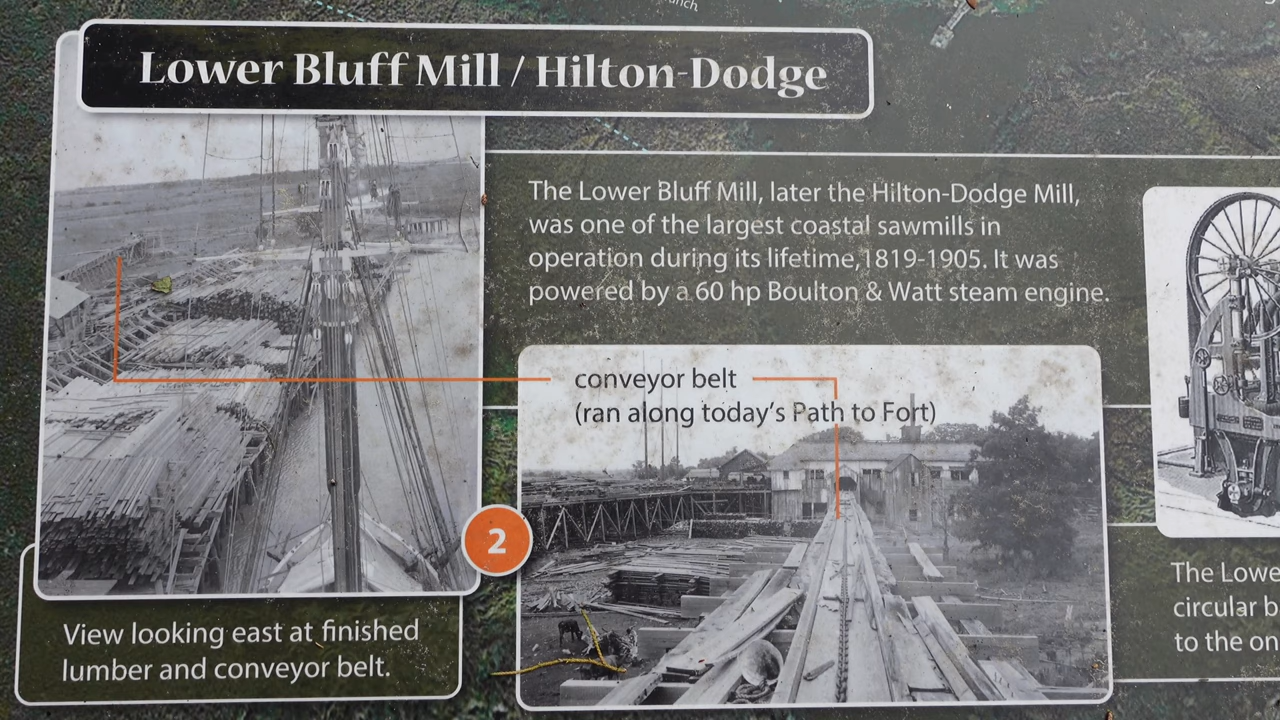 unch
Lower Bluff Mill / Hilton-Dodge
The Lower Bluff Mill, later the Hilton-Dodge Mill,
was one of the largest coastal sawmills in
operation during its lifetime,1819-1905. It was
powered by a 60 hp Boulton & Watt steam engine.
conveyor belt
(ran along today's Path to Fort)
2
View looking east at finished
lumber and conveyor belt.
The Lowe
circular b
to the on